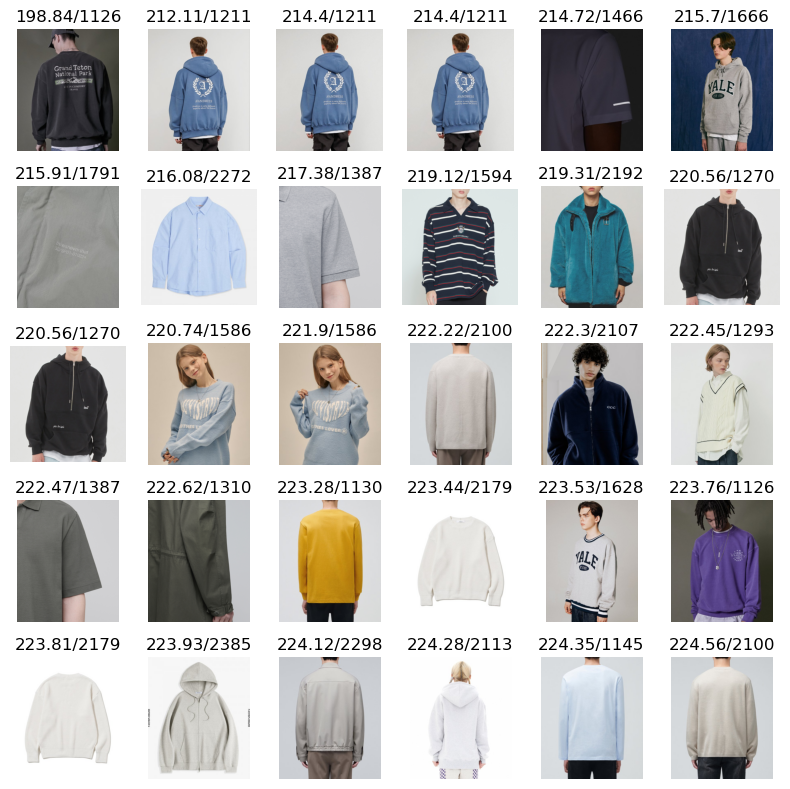 198.84/1126 212.11/1211 214.4/1211 214.4/1211 214.72/1466 215.7/1666
Grand Teton
National Park
YALE
215.91/1791 216.08/2272 217.38/1387 219.12/1594 219.31/2192 220.56/1270
220.56/1270 220.74/1586 221.9/1586 222.22/2100 222.3/2107 222.45/1293
222.47/1387 222.62/1310 223.28/1130 223.44/2179 223.53/1628 223.76/1126
YALE
223.81/2179 223.93/2385 224.12/2298 224.28/2113 224.35/1145 224.56/2100